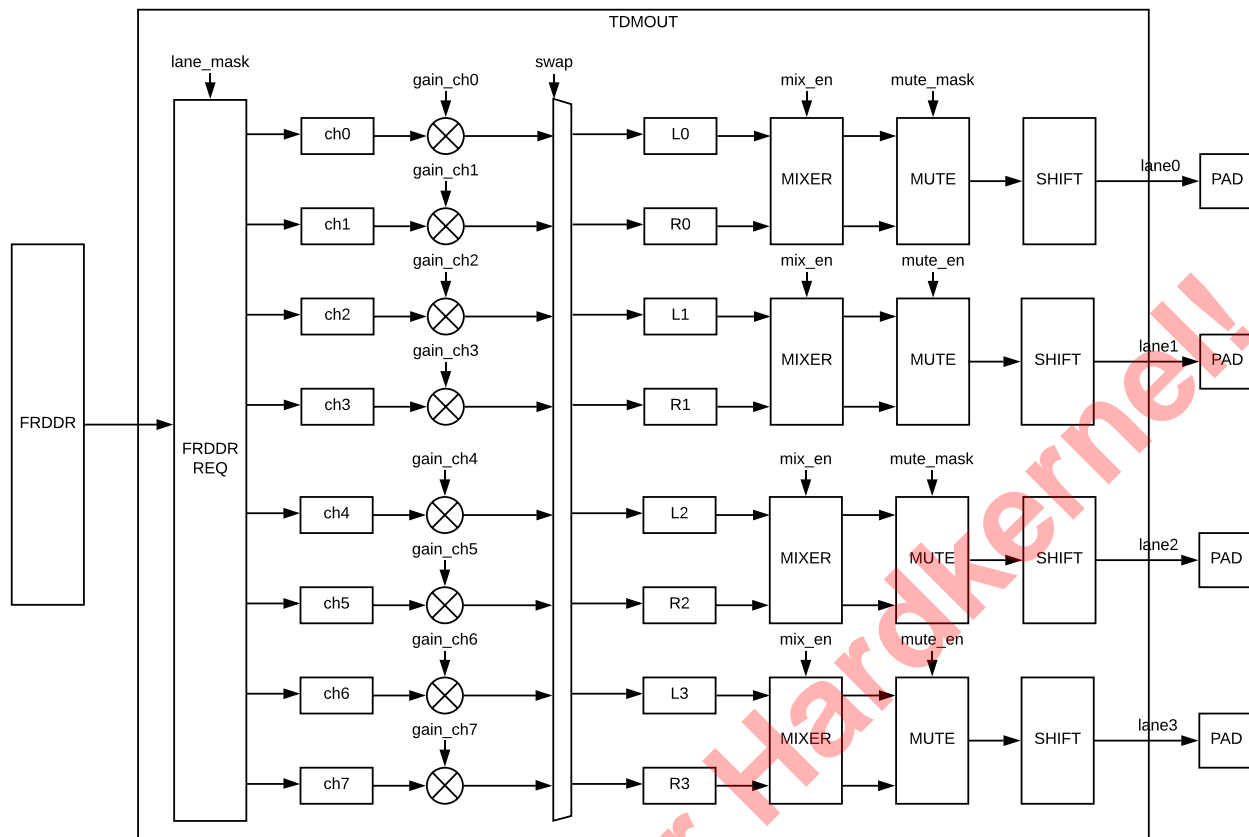 TDMOUT
lane_mask
swap
gain_ch0
mix_en
mute_mask
ch0
L0
lane0
MIXER
MUTE
SHIFT
PAD
gain_ch1
ch1
R0
gain_ch2
mix_en
mute_en
ch2
L1
lane1
gain_ch3
MIXER
MUTE
SHIFT
PAD
ch3
R1
FRDDR
FRDDR
REQ
gain_ch4
mix_en
mute_mask
ch4
L2
lane2
gain_ch5
MIXER
MUTE
SHIFT
PAD
ch5
R2
gain_ch6
mix_en
mute_en
ch6
L3
lane3
gain_ch7
MIXER
MUTE
SHIFT
PAD
ch7
R3
Hardkernel!